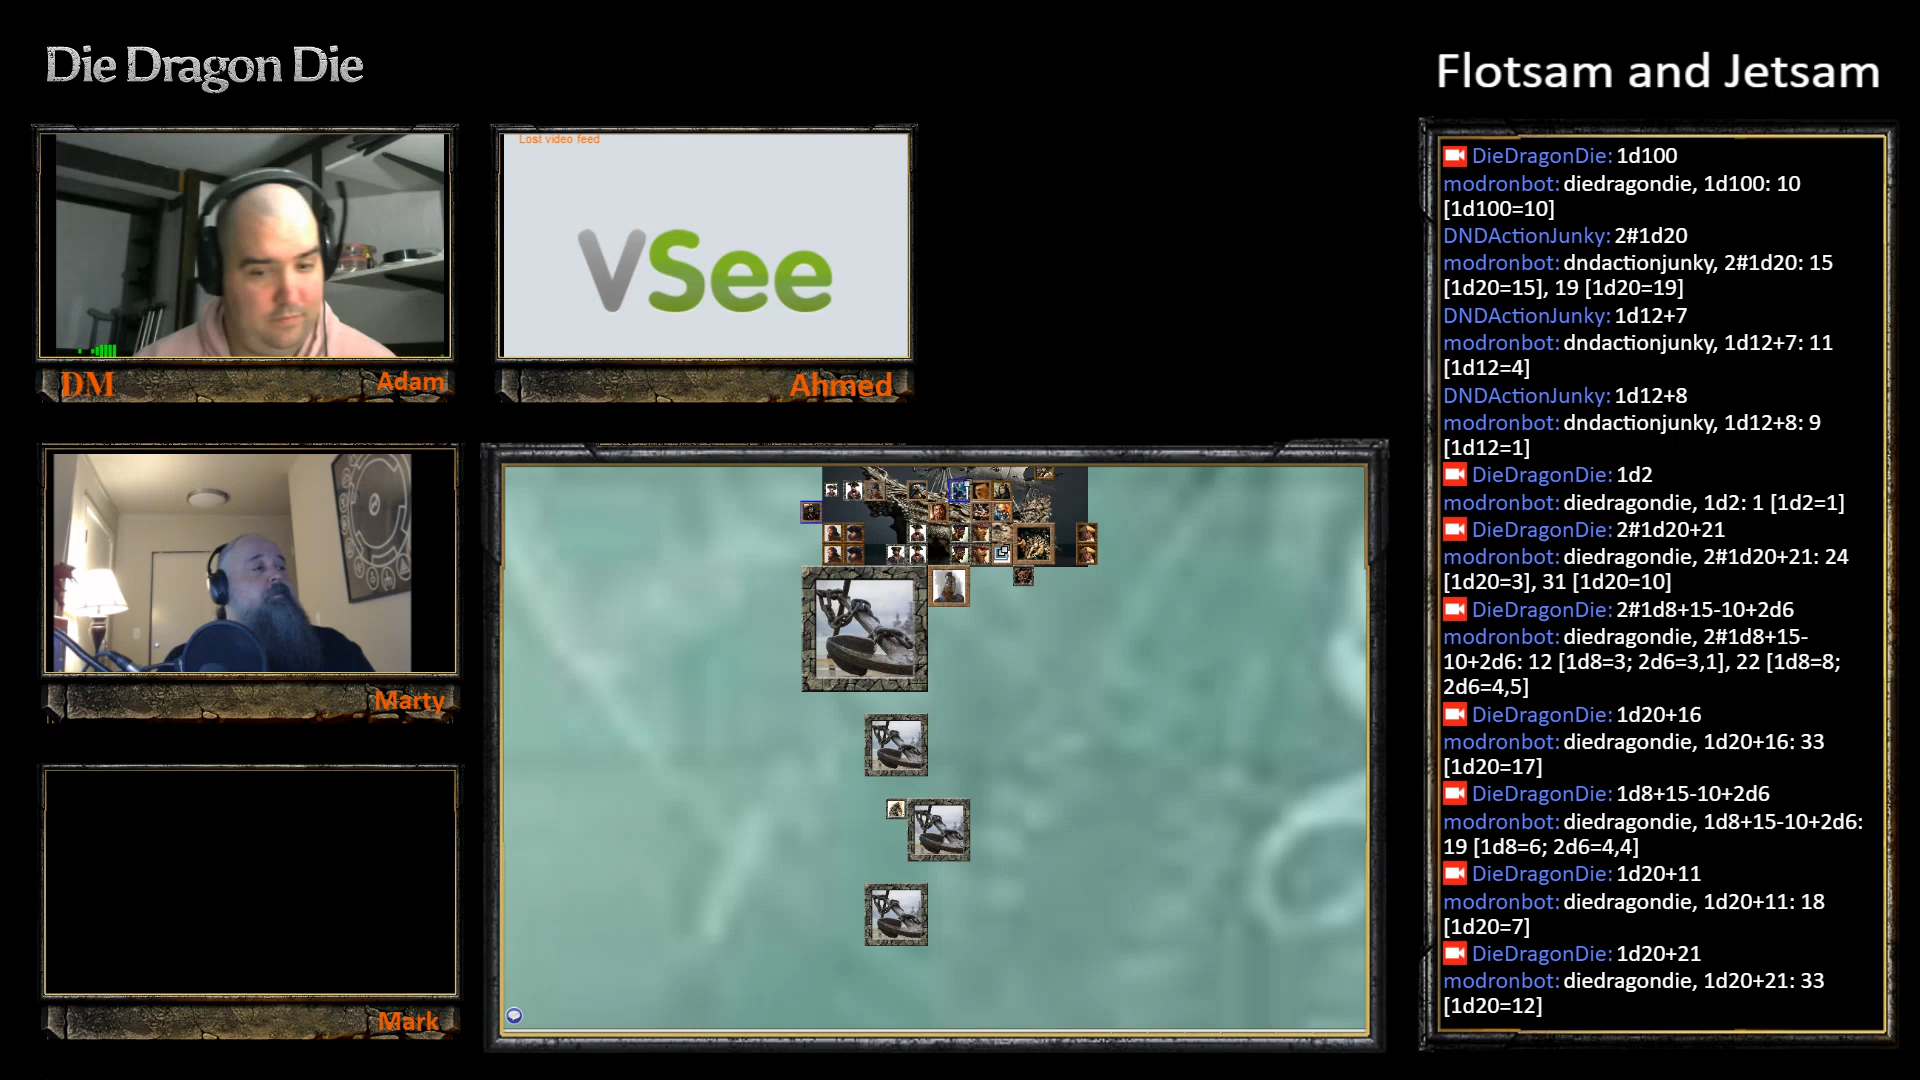 Die Dragon Die
Flotsam and Jetsam
Lost video feed
VSee
DM Adam
Ahmed
Marty
Mark
DieDragonDie: 1d100
modronbot: diedragondie, 1d100: 10
[1d100=10]
DNDActionJunky: 2#1d20
modronbot: dndactionjunky, 2#1d20: 15
[1d20=15], 19 [1d20=19]
DNDActionJunky: 1d12+7
modronbot: dndactionjunky, 1d12+7: 11
[1d12=4]
DNDActionJunky: 1d12+8
modronbot: dndactionjunky, 1d12+8: 9
[1d12=1]
DieDragonDie: 1d2
modronbot: diedragondie, 1d2: 1 [1d2=1]
DieDragonDie: 2#1d20+21
modronbot: diedragondie, 2#1d20+21: 24
[1d20=3], 31 [1d20=10]
DieDragonDie: 2#1d8+15-10+2d6
modronbot: diedragondie, 2#1d8+15-
10+2d6: 12 [1d8=3; 2d6=3,1], 22 [1d8=8;
2d6=4,5]
DieDragonDie: 1d20+16
modronbot: diedragondie, 1d20+16: 33
[1d20=17]
DieDragonDie: 1d8+15-10+2d6
modronbot: diedragondie, 1d8+15-10+2d6:
19 [1d8=6; 2d6=4,4]
DieDragonDie: 1d20+11
modronbot: diedragondie, 1d20+11: 18
[1d20=7]
DieDragonDie: 1d20+21
modronbot: diedragondie, 1d20+21: 33
[1d20=12]